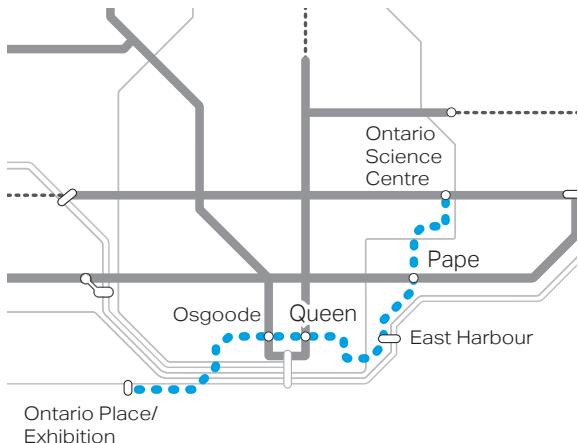 Ontario
Science
Centre
Pape
Osgoode
Queen
East Harbour
Ontario Place/
Exhibition